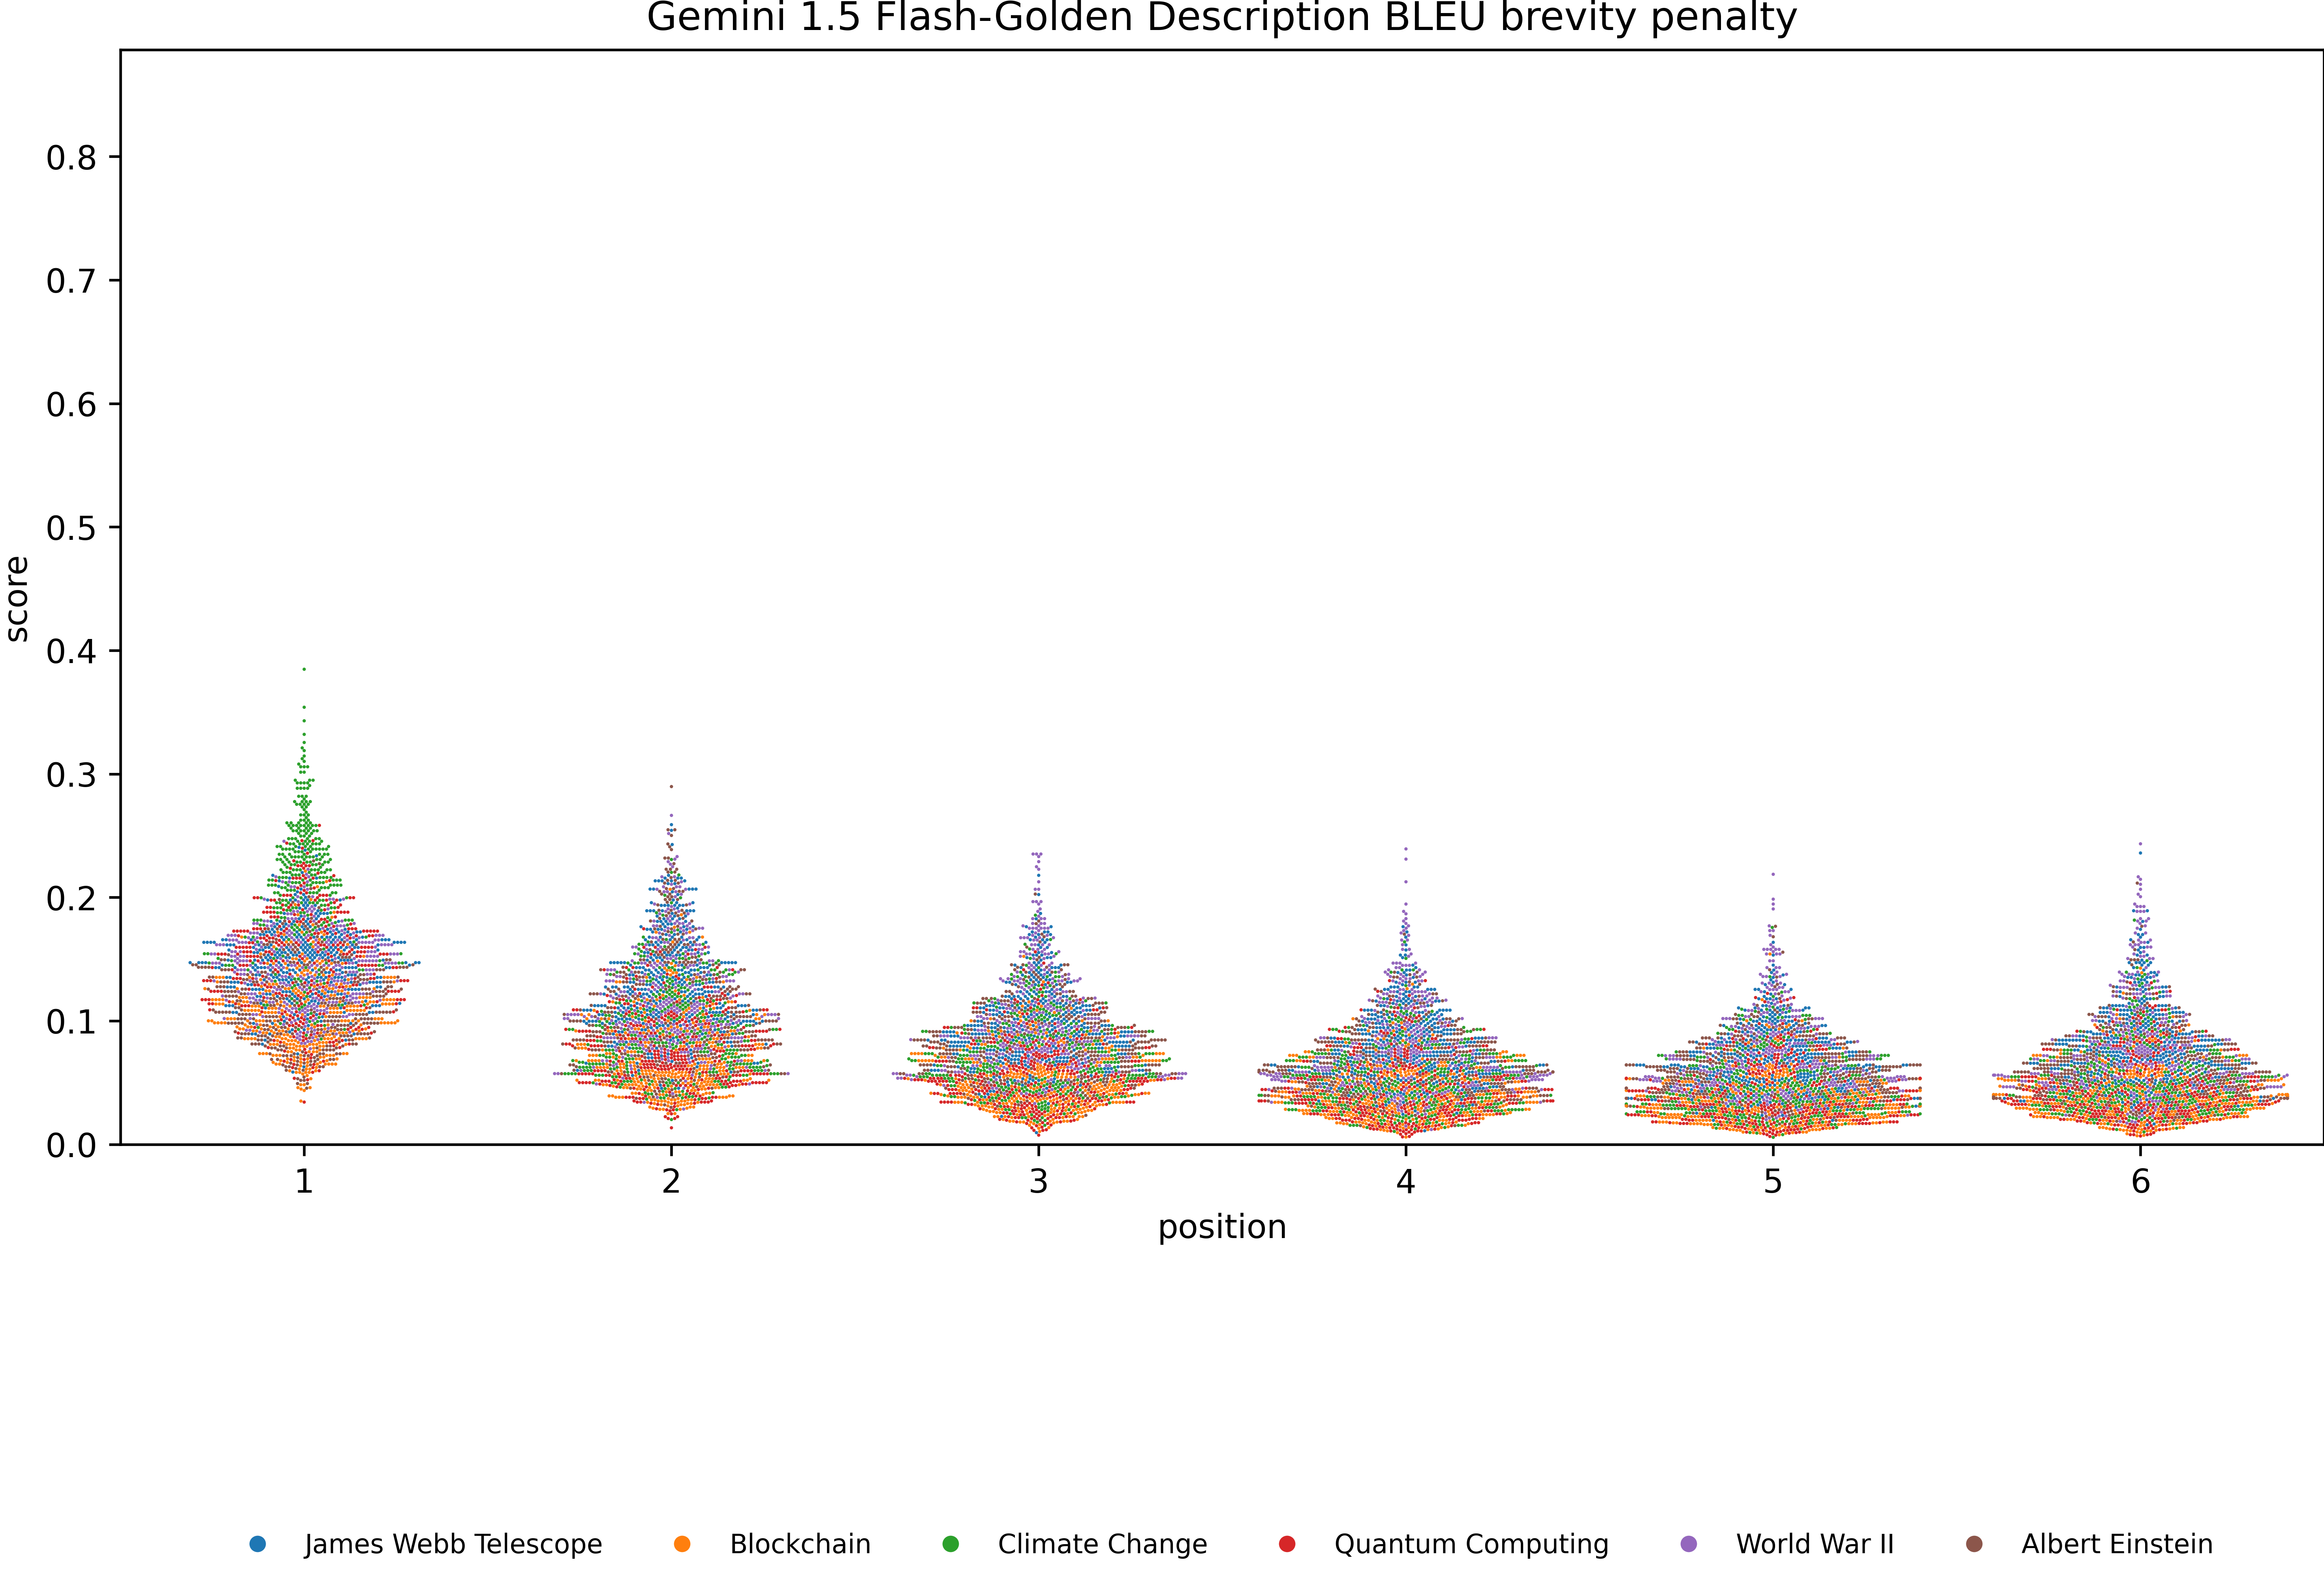 Gemini 1.5 Flash-Golden Description BLEU brevity penalty
0.8
0.7
0.6
0.5
0.4
0.3
0.2
0.1
0.0
score
1 2 3 4 5 6
position
James Webb Telescope Blockchain Climate Change Quantum Computing World War II Albert Einstein